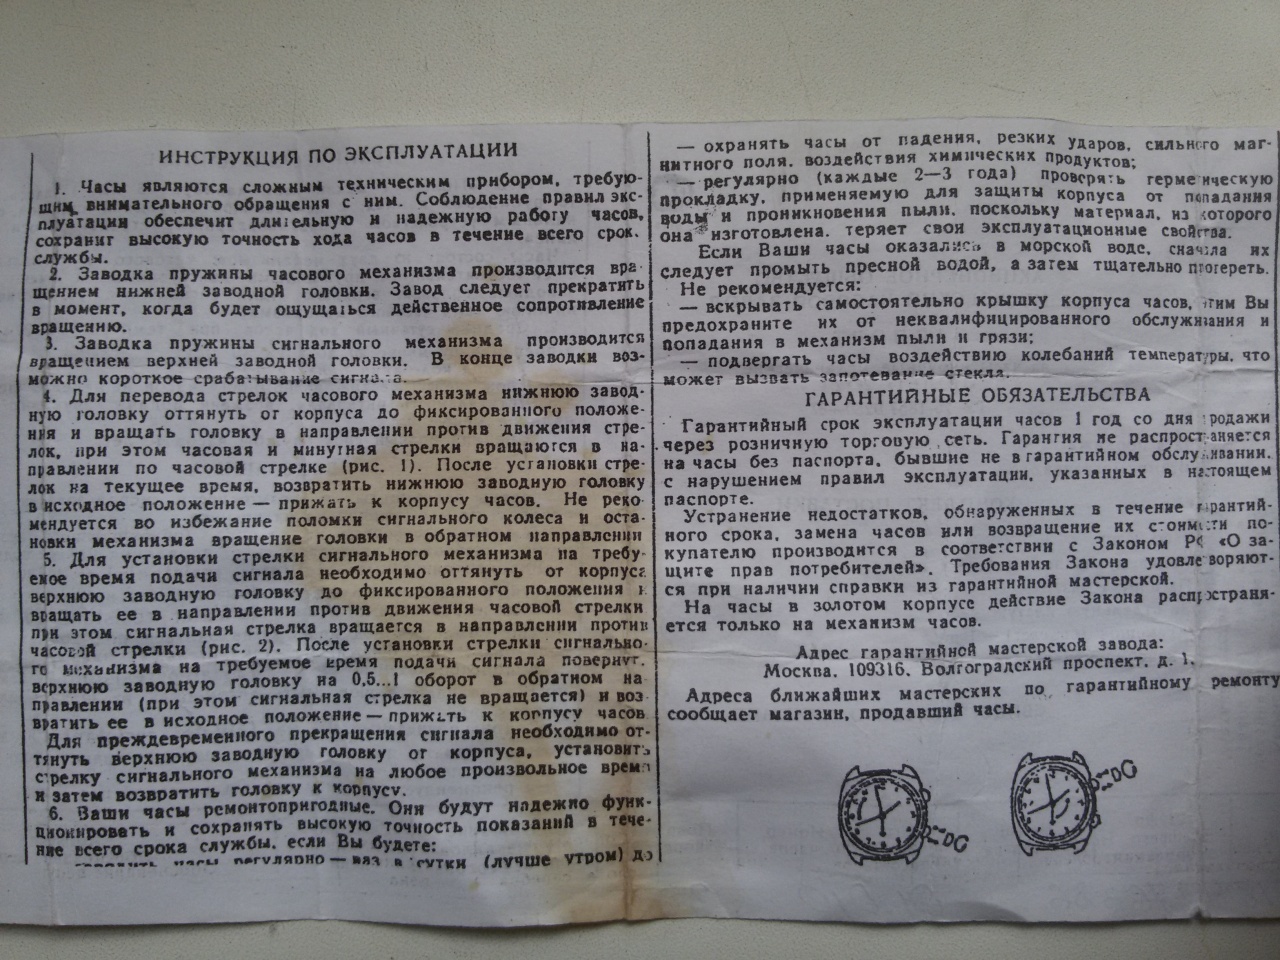 ИНСТРУКЦИЯ ПО ЭКСПЛУАТАЦИИ
1. Часы являются сложным техническим прибором, требую-
щим внимательного обращения с ним. Соблюдение правил экс-
плуатации обеспечит длительную и надежную работу часов,
сохранит высокую точность хода часов в течение всего срок.
службы.
2. Заводка пружины часового механизма производится вра-
щением нижней заводной головки. Завод следует прекратить
в момент, когда будет ощущаться действенное сопротивление
вращению.
3. Заводка пружины сигнального механизма производится
вращением верхней заводной головки. В конце заводки воз-
можно короткое срабатывание сигнала.
4. Для перевода стрелок часового механизма нижнюю завод-
ную головку оттянуть от корпуса до фиксированного положе-
ния и вращать головку в направлении против движения стре-
лок, при этом часовая и минутная стрелки вращаются в на-
правлении по часовой стрелке (рис. 1). После установки стре-
лок на текущее время, возвратить нижнюю заводную головку
в исходное положение — прижать к корпусу часов. Не реко-
мендуется во избежание поломки сигнального колеса и оста-
новки механизма вращение головки в обратном направлении
5. Для установки стрелки сигнального механизма на требу-
емое время подачи сигнала необходимо оттянуть от корпуса
верхнюю заводную головку до фиксированного положения и
вращать ее в направлении против движения часовой стрелки
при этом сигнальная стрелка вращается в направлении против
часовой стрелки (рис. 2). После установки стрелки сигнально-
го механизма на требуемое время подачи сигнала повернут.
верхнюю заводную головку на 0,5...1 оборот в обратном на-
правлении (при этом сигнальная стрелка не вращается) и воз-
вратить ее в исходное положение — прижать к корпусу часов
Для преждевременного прекращения сигнала необходимо от-
тянуть верхнюю заводную головку от корпуса, установить
стрелку сигнального механизма на любое произвольное время
и затем возвратить головку к корпусу.
6. Ваши часы ремонтопригодные. Они будут надежно функ-
ционировать и сохранять высокую точность показаний в тече-
ние всего срока службы, если Вы будете:
часы регулярно — раз в сутки (лучше утром) до
— охранять часы от падения, резких ударов, сильного маг-
нитного поля, воздействия химических продуктов;
— регулярно (каждые 2—3 года) проверять герметическую
прокладку, применяемую для защиты корпуса от попадания
воды и проникновения пыли, поскольку материал, из которого
она изготовлена, теряет свои эксплуатационные свойства.
Если Ваши часы оказались в морской воде, сначала их
следует промыть пресной водой, а затем тщательно протереть.
Не рекомендуется:
— вскрывать самостоятельно крышку корпуса часов, этим Вы
предохраните их от неквалифицированного обслуживания и
попадания в механизм пыли и грязи;
— подвергать часы воздействию колебаний температуры, что
может вызвать запотевание стекла.
ГАРАНТИЙНЫЕ ОБЯЗАТЕЛЬСТВА
Гарантийный срок эксплуатации часов 1 год со дня продажи
через розничную торговую сеть. Гарантия не распространяется
на часы без паспорта, бывшие не в гарантийном обслуживании,
с нарушением правил эксплуатации, указанных в настоящем
паспорте.
Устранение недостатков, обнаруженных в течение гарантий-
ного срока, замена часов или возвращение их стоимости по-
купателю производится в соответствии с Законом РФ «О за-
щите прав потребителей». Требования Закона удовлетворяют-
ся при наличии справки из гарантийной мастерской.
На часы в золотом корпусе действие Закона распространя-
ется только на механизм часов.
Адрес гарантийной мастерской завода:
Москва, 109316, Волгоградский проспект, д. 1.
Адреса ближайших мастерских по гарантийному ремонту
сообщает магазин, продавший часы.